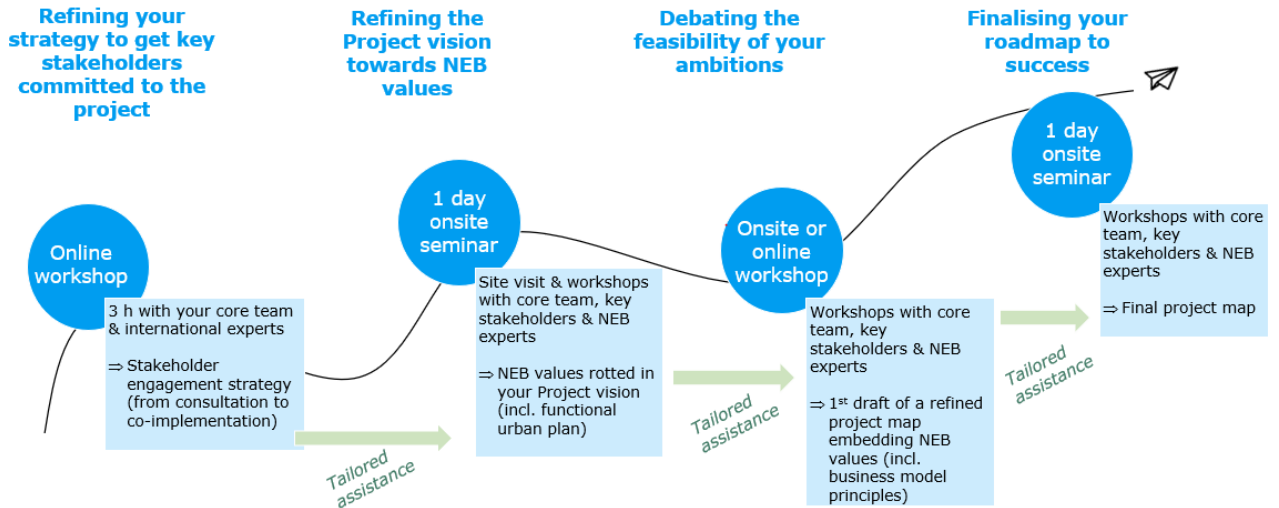 Refining your
strategy to get key
stakeholders
committed to the
project
Refining the
Project vision
towards NEB
values
Debating the
feasibility of your
ambitions
Finalising your
roadmap to
success
Online
workshop
3 h with your core team
& international experts
⇒ Stakeholder
engagement strategy
(from consultation to
co-implementation)
Tailored
assistance
1 day
onsite
seminar
Site visit & workshops
with core team, key
stakeholders & NEB
experts
⇒ NEB values rotted in
your Project vision
(incl. functional
urban plan)
Tailored
assistance
Onsite or
online
workshop
Workshops with core
team, key
stakeholders & NEB
experts
⇒ 1st draft of a refined
project map
embedding NEB
values (incl.
business model
principles)
Tailored
assistance
1 day
onsite
seminar
Workshops with core
team, key
stakeholders & NEB
experts
⇒ Final project map